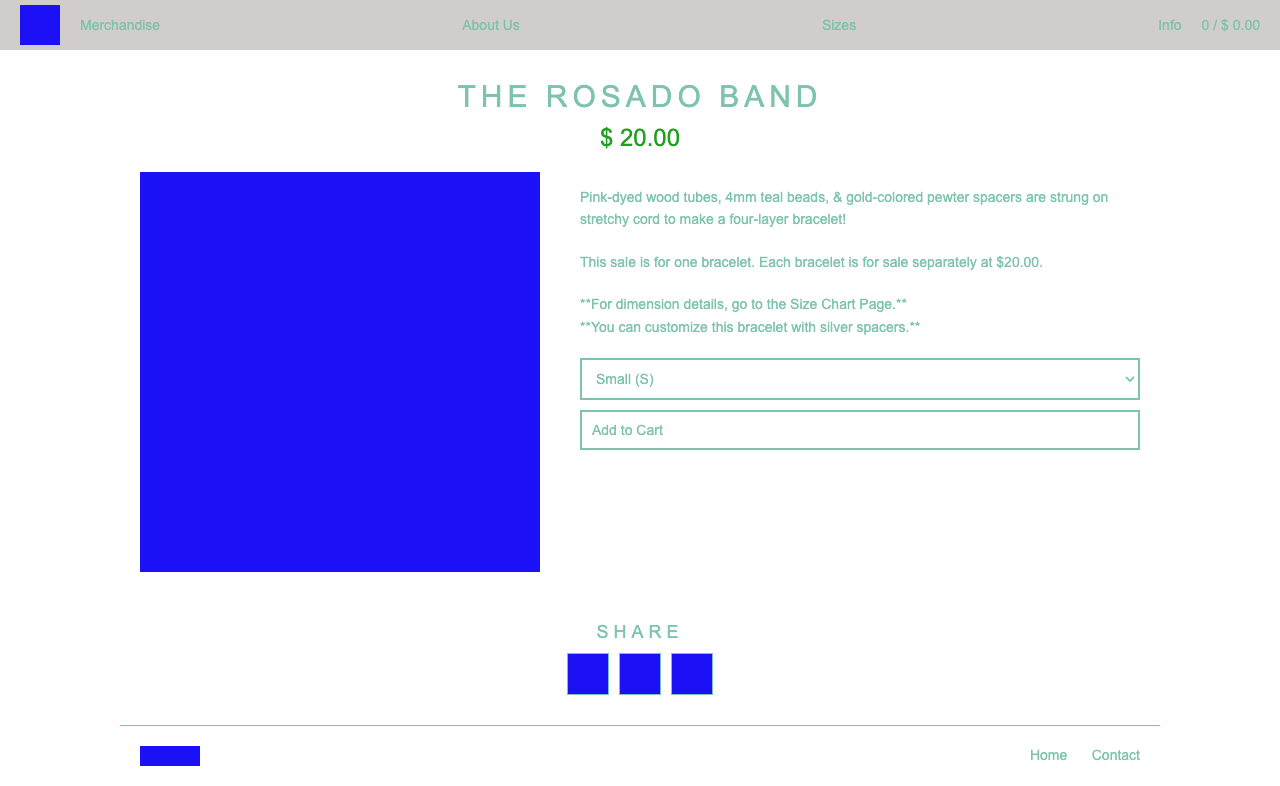 Merchandise
About Us
Sizes
Info
0 / $ 0.00
THE ROSADO BAND
$ 20.00
Pink-dyed wood tubes, 4mm teal beads, & gold-colored pewter spacers are strung on
stretchy cord to make a four-layer bracelet!
This sale is for one bracelet. Each bracelet is for sale separately at $20.00.
**For dimension details, go to the Size Chart Page.**
**You can customize this bracelet with silver spacers.**
Small (S)
Add to Cart
SHARE
Home
Contact